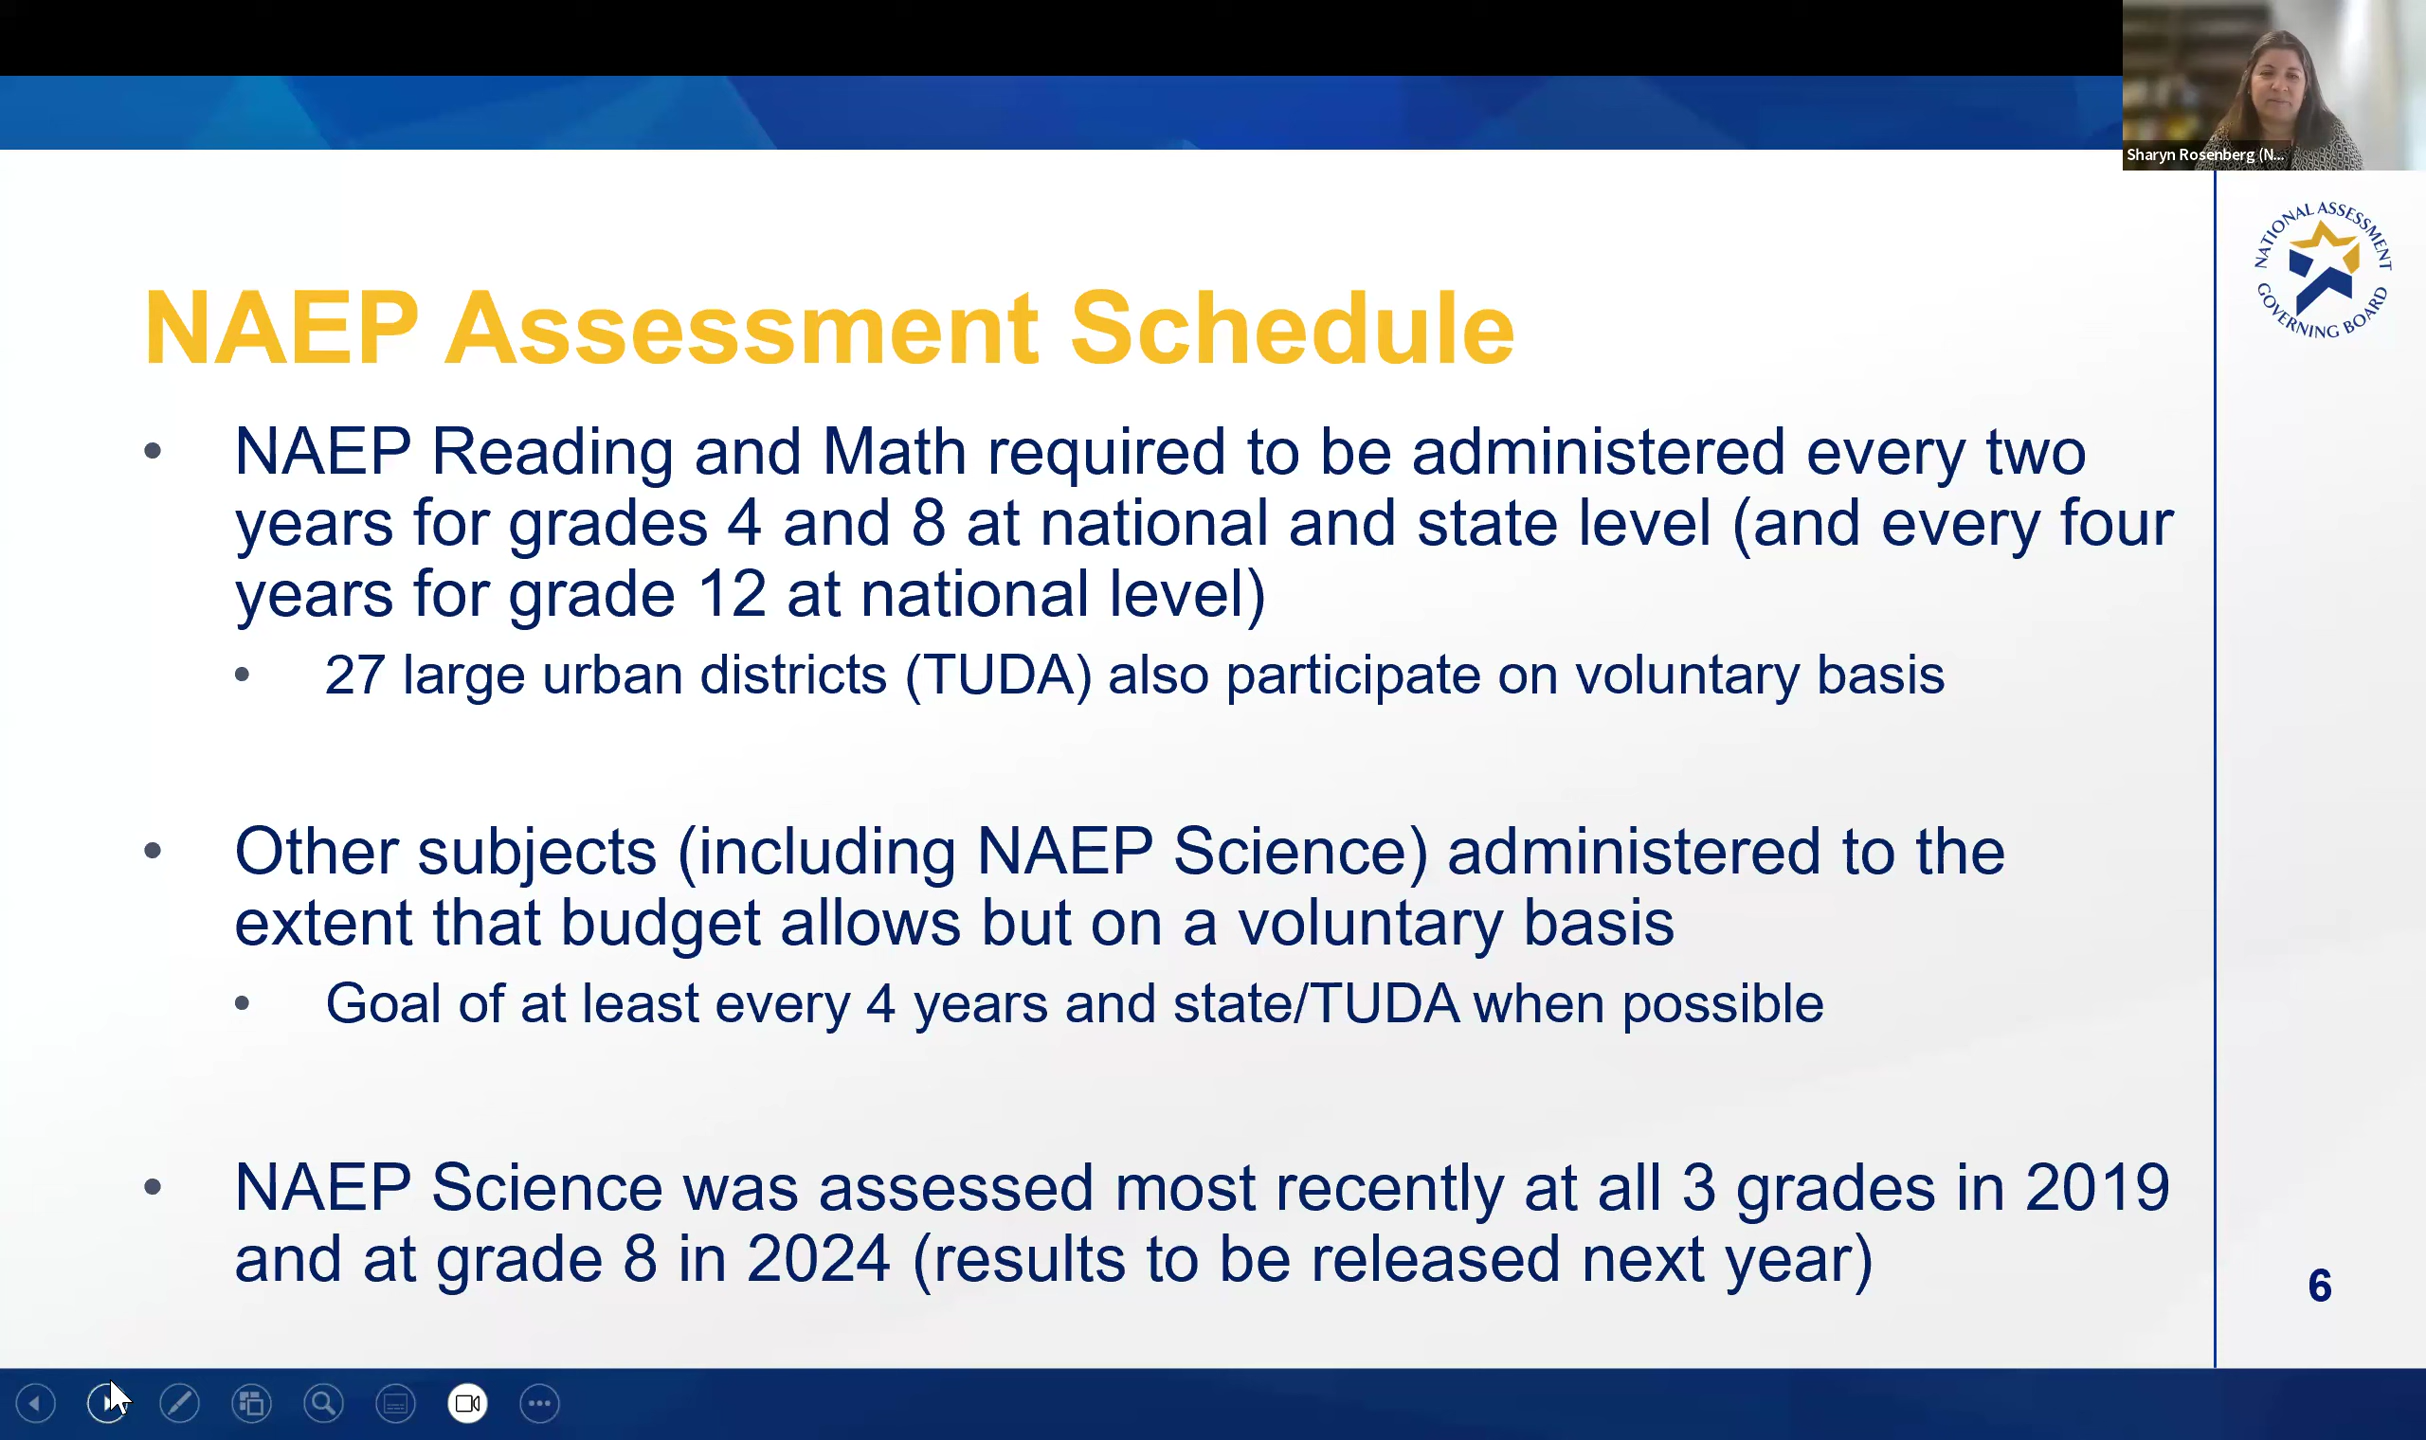 Sharyn Rosenberg (N...
NATIONAL ASSESSMENT
GOVERNING BOARD
NAEP Assessment Schedule
• NAEP Reading and Math required to be administered every two
years for grades 4 and 8 at national and state level (and every four
years for grade 12 at national level)
• 27 large urban districts (TUDA) also participate on voluntary basis
• Other subjects (including NAEP Science) administered to the
extent that budget allows but on a voluntary basis
• Goal of at least every 4 years and state/TUDA when possible
• NAEP Science was assessed most recently at all 3 grades in 2019
and at grade 8 in 2024 (results to be released next year)
6